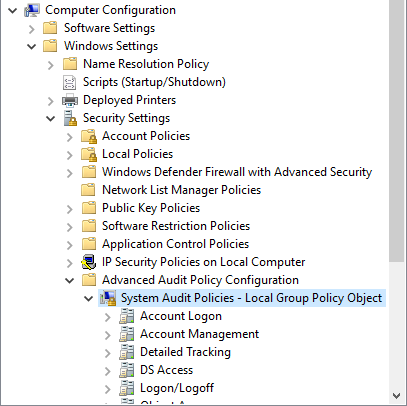 Computer Configuration
Software Settings
Windows Settings
Name Resolution Policy
Scripts (Startup/Shutdown)
Deployed Printers
Security Settings
Account Policies
Local Policies
Windows Defender Firewall with Advanced Security
Network List Manager Policies
Public Key Policies
Software Restriction Policies
Application Control Policies
IP Security Policies on Local Computer
Advanced Audit Policy Configuration
System Audit Policies - Local Group Policy Object
Account Logon
Account Management
Detailed Tracking
DS Access
Logon/Logoff